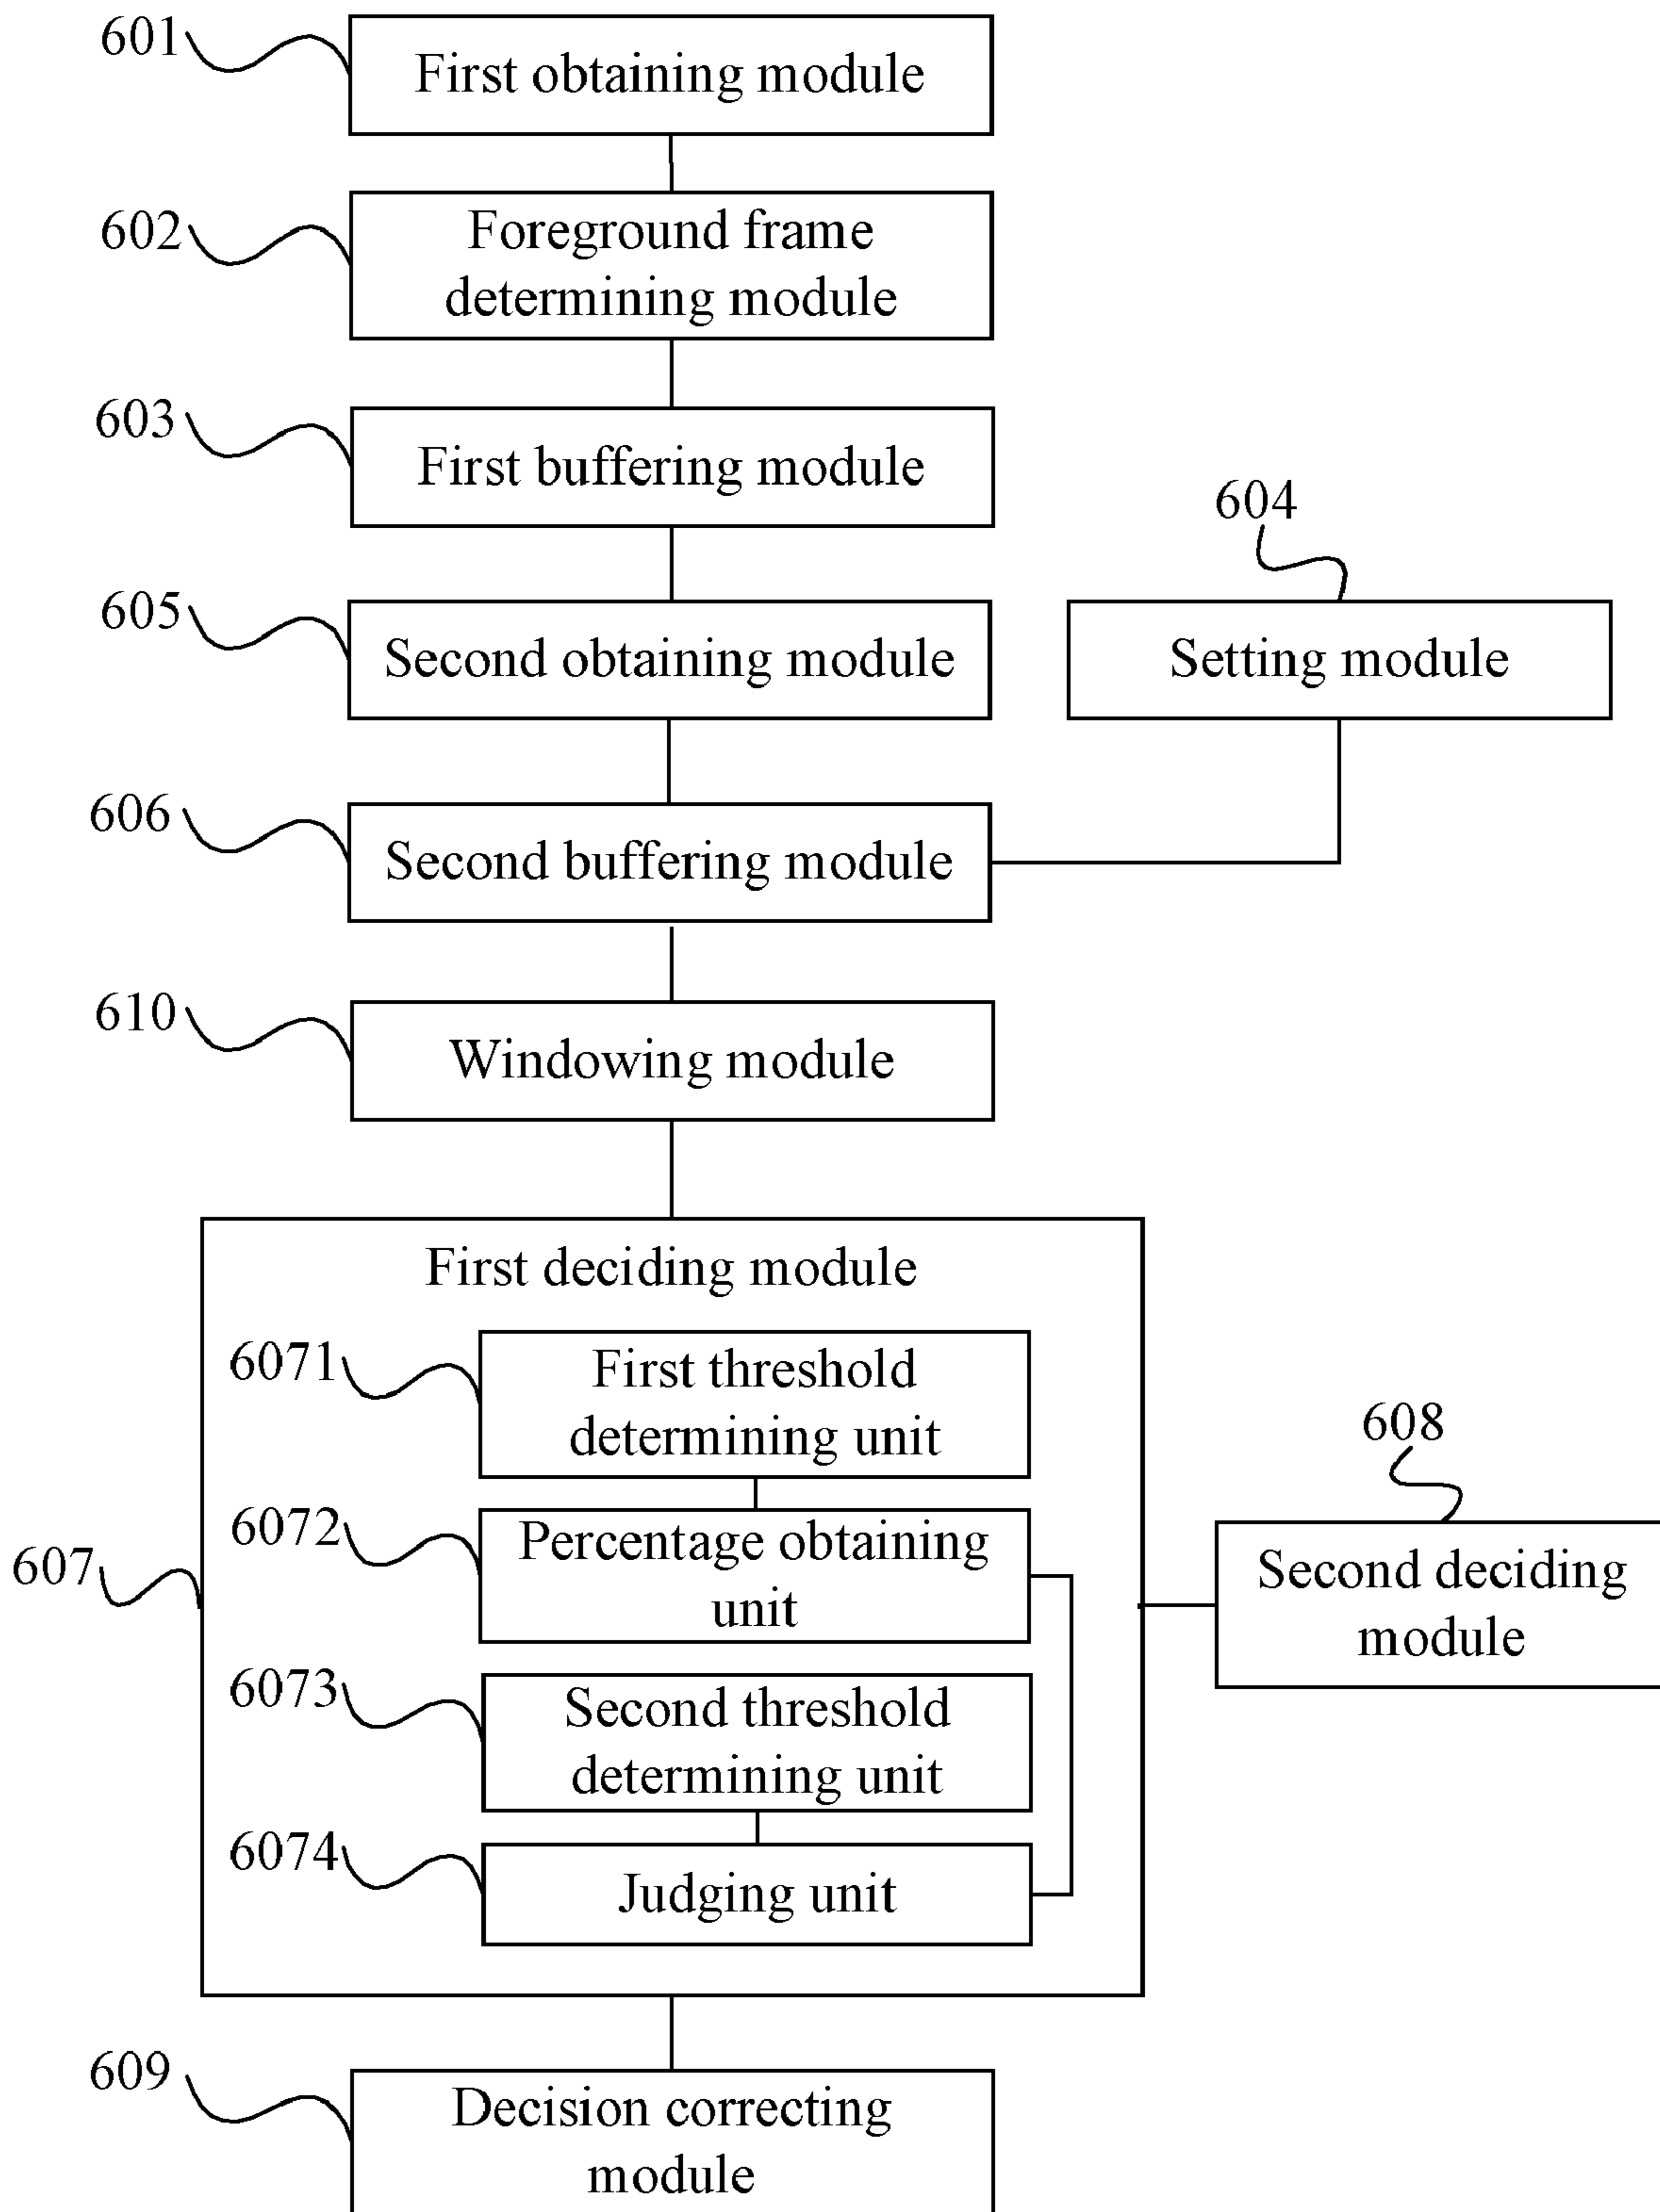 601
First obtaining module
602
Foreground frame
determining module
603
First buffering module
604
605
Second obtaining module
Setting module
606
Second buffering module
610
Windowing module
First deciding module
6071
First threshold
determining unit
608
6072
Percentage obtaining
unit
607
Second deciding
module
6073
Second threshold
determining unit
6074
Judging unit
609
Decision correcting
module